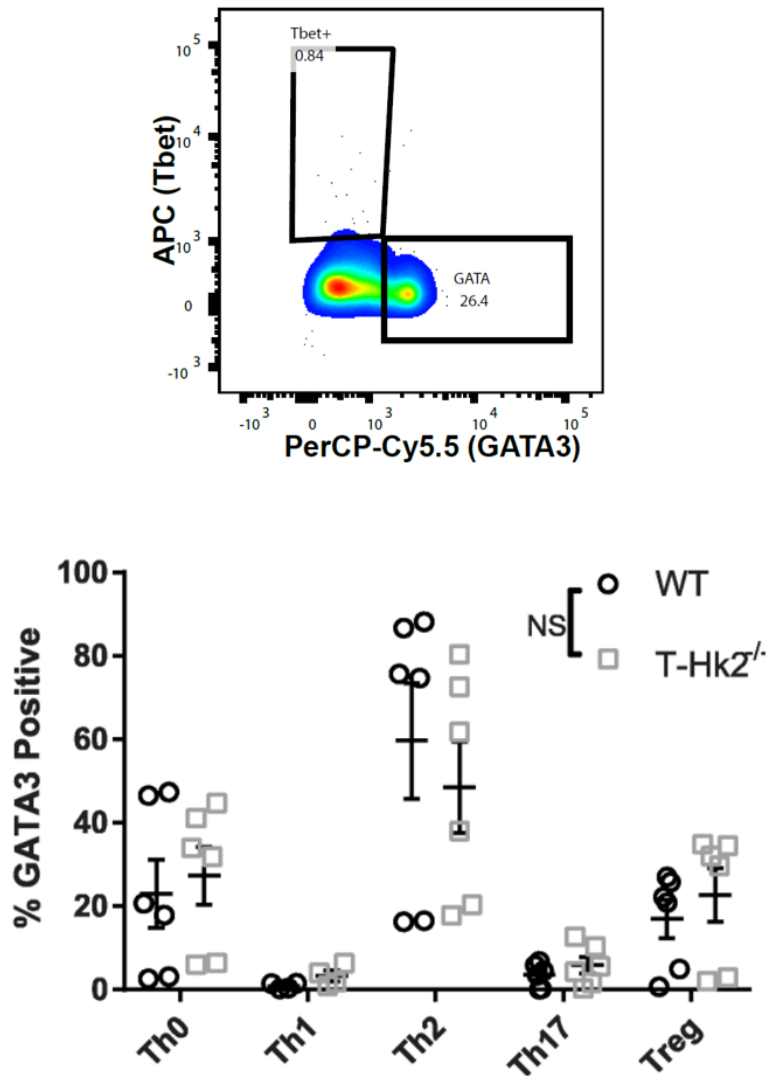 Tbet+
0.84
10 5
10 4
10 3
0
-10 3
APC (Tbet)
GATA
26.4
-10 3
0
10 3
10 4
10 5
PerCP-Cy5.5 (GATA3)
100
80
60
40
20
0
% GATA3 Positive
NS
WT
T-Hk2-/-
Th0
Th1
Th2
Th17
Treg